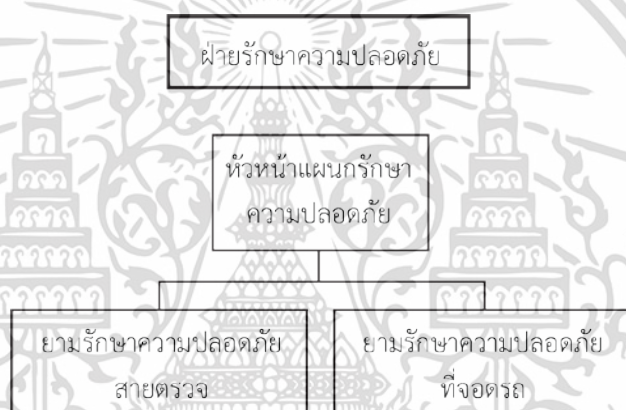 ฝ่ายรักษาความปลอดภัย
หัวหน้าแผนกรักษา
ความปลอดภัย
ยามรักษาความปลอดภัย
สายตรวจ
ยามรักษาความปลอดภัย
ที่จอดรถ